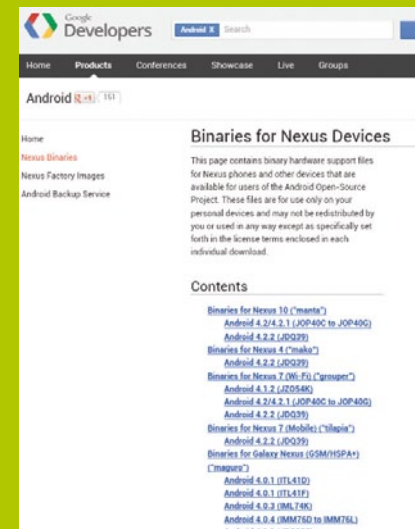 Google
Developers
Android X Search
Home Products Conferences Showcase Live Groups
Android +1 151
Home
Nexus Binaries
Nexus Factory Images
Android Backup Service
Binaries for Nexus Devices
This page contains binary hardware support files
for Nexus phones and other devices that are
available for users of the Android Open-Source
Project. These files are for use only on your
personal devices and may not be redistributed by
you or used in any way except as specifically set
forth in the license terms enclosed in each
individual download.
Contents
Binaries for Nexus 10 ("manta")
Android 4.2/4.2.1 (JOP40C to JOP40G)
Android 4.2.2 (JDQ39)
Binaries for Nexus 4 ("mako")
Android 4.2.2 (JDQ39)
Binaries for Nexus 7 (Wi-Fi) ("grouper")
Android 4.1.2 (JZO54K)
Android 4.2/4.2.1 (JOP40C to JOP40G)
Android 4.2.2 (JDQ39)
Binaries for Nexus 7 (Mobile) ("tilapia")
Android 4.2.2 (JDQ39)
Binaries for Galaxy Nexus (GSM/HSPA+)
("maguro")
Android 4.0.1 (ITL41D)
Android 4.0.1 (ITL41F)
Android 4.0.3 (IML74K)
Android 4.0.4 (IMM76D to IMM76L)